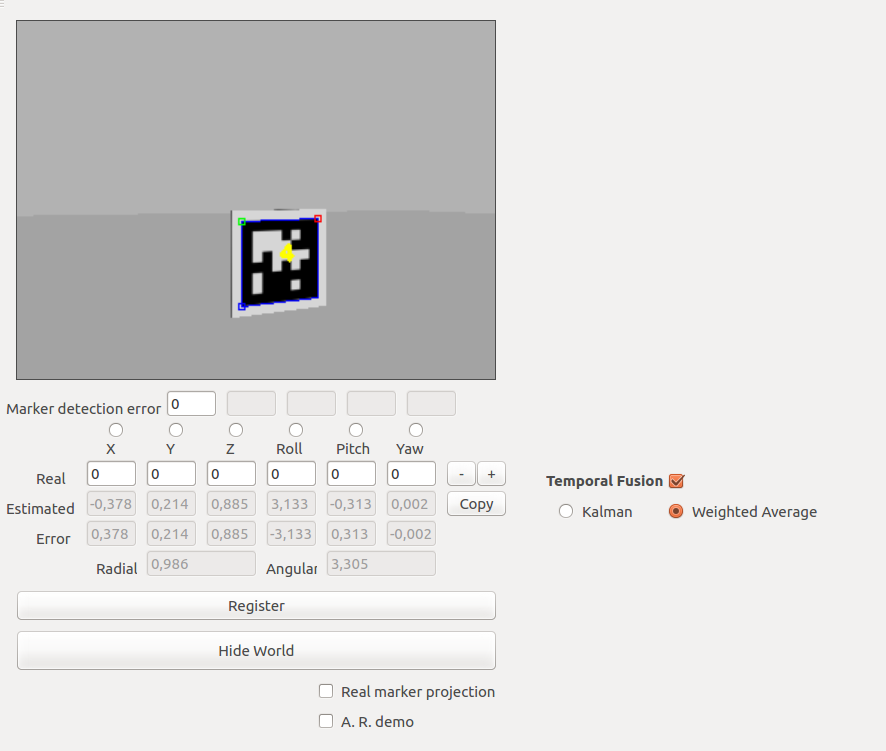 Marker detection error 0
X Y Z Roll Pitch Yaw
Real 0 0 0 0 0 0 - +
Estimated -0,378 0,214 0,885 3,133 -0,313 0,002 Copy
Error 0,378 0,214 0,885 -3,133 0,313 -0,002
Radial 0,986 Angular 3,305
Temporal Fusion
Kalman Weighted Average
Register
Hide World
Real marker projection
A. R. demo